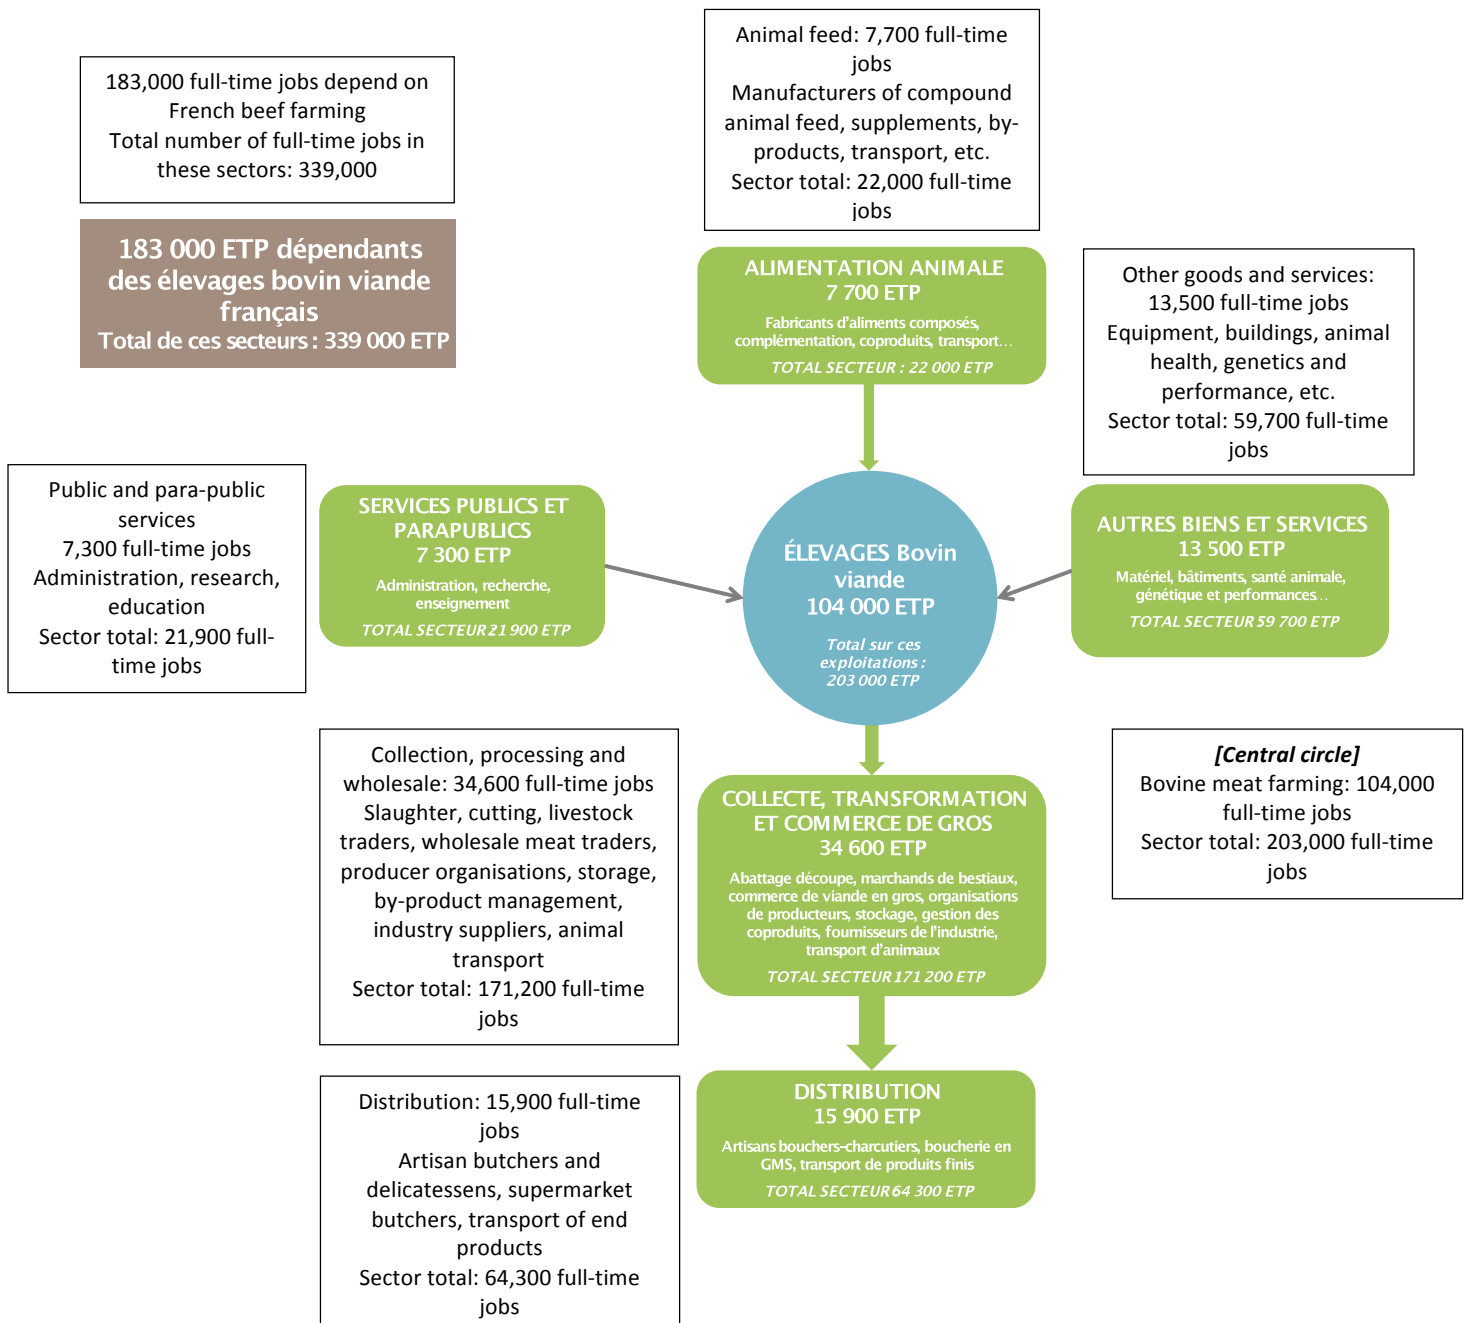 183,000 full-time jobs depend on
French beef farming
Total number of full-time jobs in
these sectors: 339,000
183 000 ETP dépendants
des élevages bovin viande
français
Total de ces secteurs : 339 000 ETP
Animal feed: 7,700 full-time
jobs
Manufacturers of compound
animal feed, supplements, by-
products, transport, etc.
Sector total: 22,000 full-time
jobs
ALIMENTATION ANIMALE
7 700 ETP
Fabricants d'aliments composés,
complémentation, coproduits, transport...
TOTAL SECTEUR : 22 000 ETP
Other goods and services:
13,500 full-time jobs
Equipment, buildings, animal
health, genetics and
performance, etc.
Sector total: 59,700 full-time
jobs
Public and para-public
services
7,300 full-time jobs
Administration, research,
education
Sector total: 21,900 full-
time jobs
SERVICES PUBLICS ET
PARAPUBLICS
7 300 ETP
Administration, recherche,
enseignement
TOTAL SECTEUR 21 900 ETP
ÉLEVAGES Bovin
viande
104 000 ETP
Total sur ces
exploitations :
203 000 ETP
AUTRES BIENS ET SERVICES
13 500 ETP
Matériel, bâtiments, santé animale,
génétique et performances...
TOTAL SECTEUR 59 700 ETP
Collection, processing and
wholesale: 34,600 full-time jobs
Slaughter, cutting, livestock
traders, wholesale meat traders,
producer organisations, storage,
by-product management,
industry suppliers, animal
transport
Sector total: 171,200 full-time
jobs
COLLECTE, TRANSFORMATION
ET COMMERCE DE GROS
34 600 ETP
Abattage découpe, marchands de bestiaux,
commerce de viande en gros, organisations
de producteurs, stockage, gestion des
coproduits, fournisseurs de l'industrie,
transport d'animaux
TOTAL SECTEUR 171 200 ETP
[Central circle]
Bovine meat farming: 104,000
full-time jobs
Sector total: 203,000 full-time
jobs
Distribution: 15,900 full-time
jobs
Artisan butchers and
delicatessens, supermarket
butchers, transport of end
products
Sector total: 64,300 full-time
jobs
DISTRIBUTION
15 900 ETP
Artisans bouchers-charcutiers, boucherie en
GMS, transport de produits finis
TOTAL SECTEUR 64 300 ETP